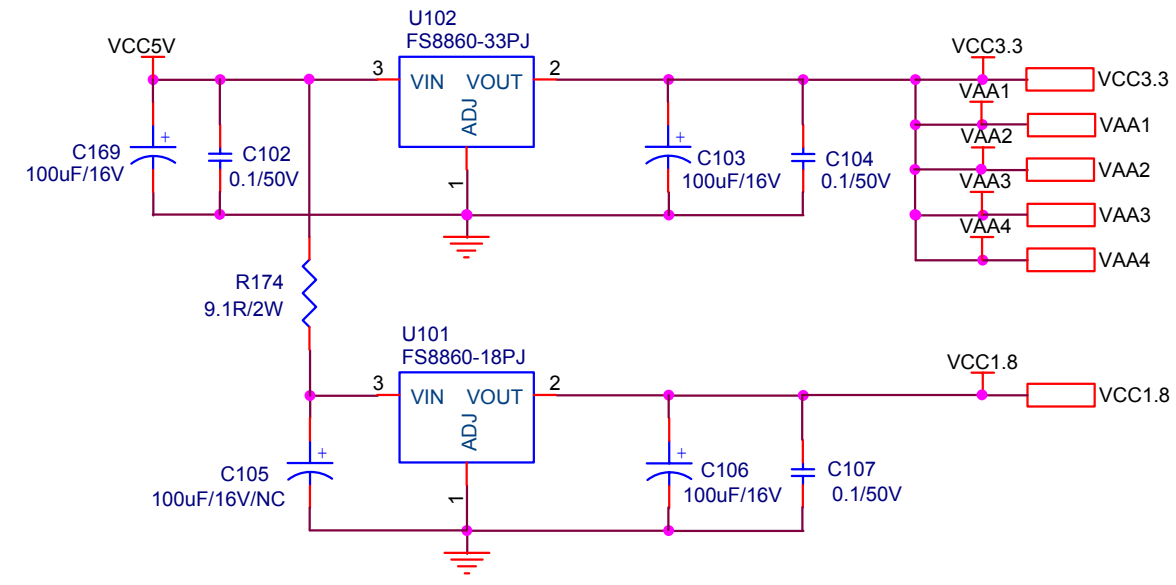 U102
FS8860-33PJ
VCC5V
3
VIN
VOUT
2
ADJ
1
VCC3.3
VCC3.3
VAA1
VAA1
VAA2
VAA2
VAA3
VAA3
VAA4
VAA4
C169
100uF/16V
+
C102
0.1/50V
+
C103
100uF/16V
C104
0.1/50V
R174
9.1R/2W
U101
FS8860-18PJ
3
VIN
VOUT
2
ADJ
1
VCC1.8
VCC1.8
+
C105
100uF/16V/NC
+
C106
100uF/16V
C107
0.1/50V